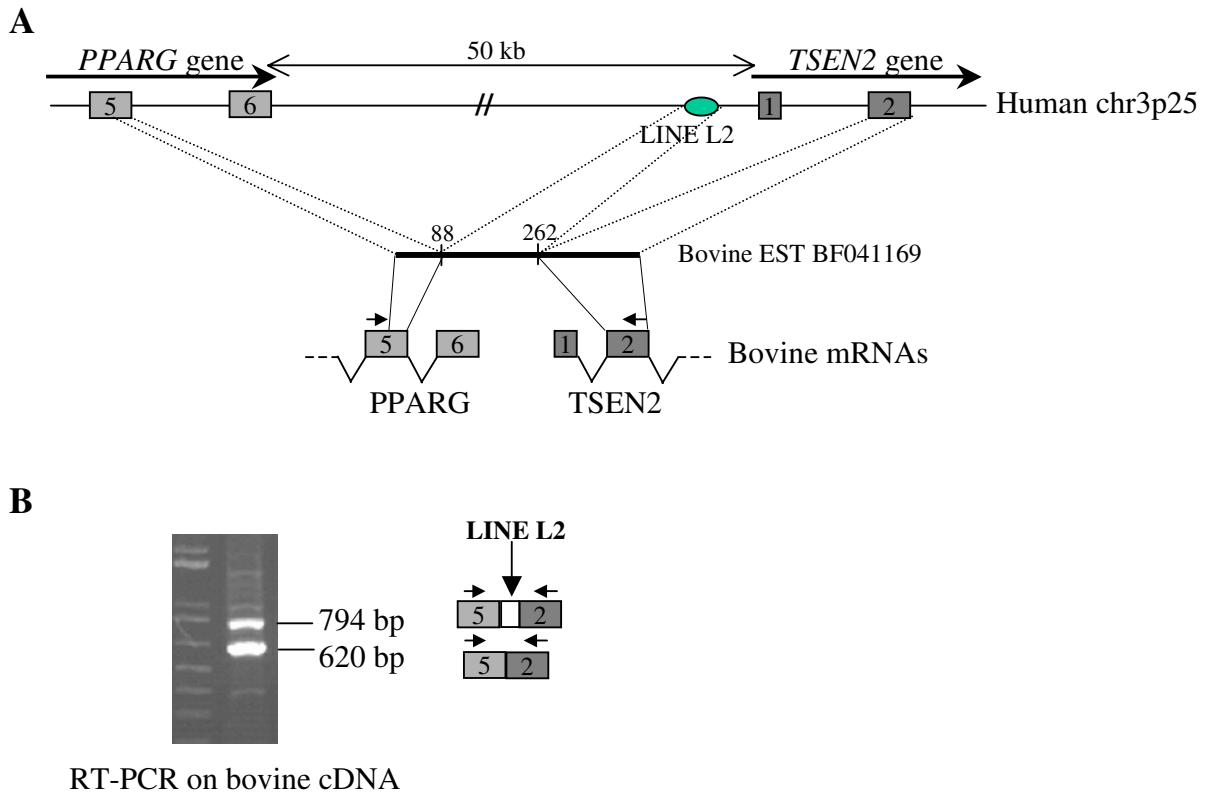 A
PPARG gene
50 kb
TSEN2 gene
5
6
//
1
2
Human chr3p25
LINE L2
88
262
Bovine EST BF041169
5
6
1
2
Bovine mRNAs
PPARG
TSEN2
B
LINE L2
794 bp
5
2
620 bp
5
2
RT-PCR on bovine cDNA